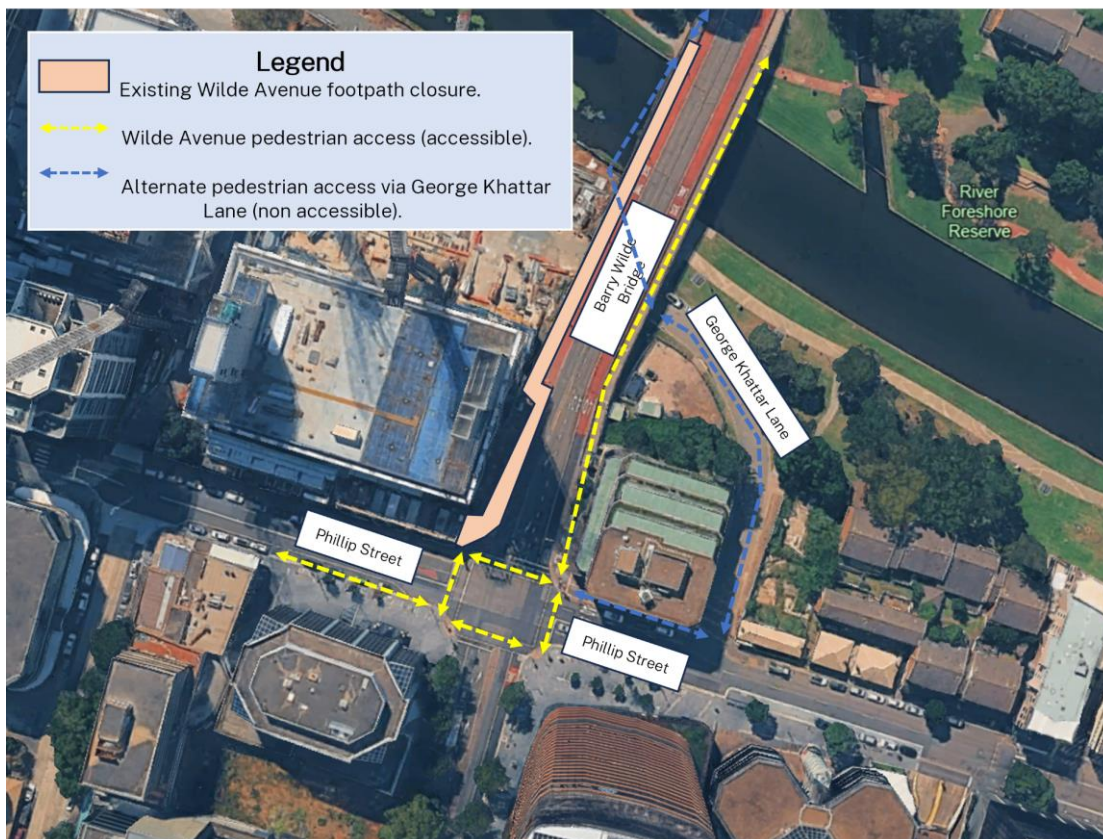 Legend
Existing Wilde Avenue footpath closure.
Wilde Avenue pedestrian access (accessible).
Alternate pedestrian access via George Khattar
Lane (non accessible).
River
Foreshore
Reserve
Barry Wilde
Bridge
George Khattar Lane
Phillip Street
Phillip Street